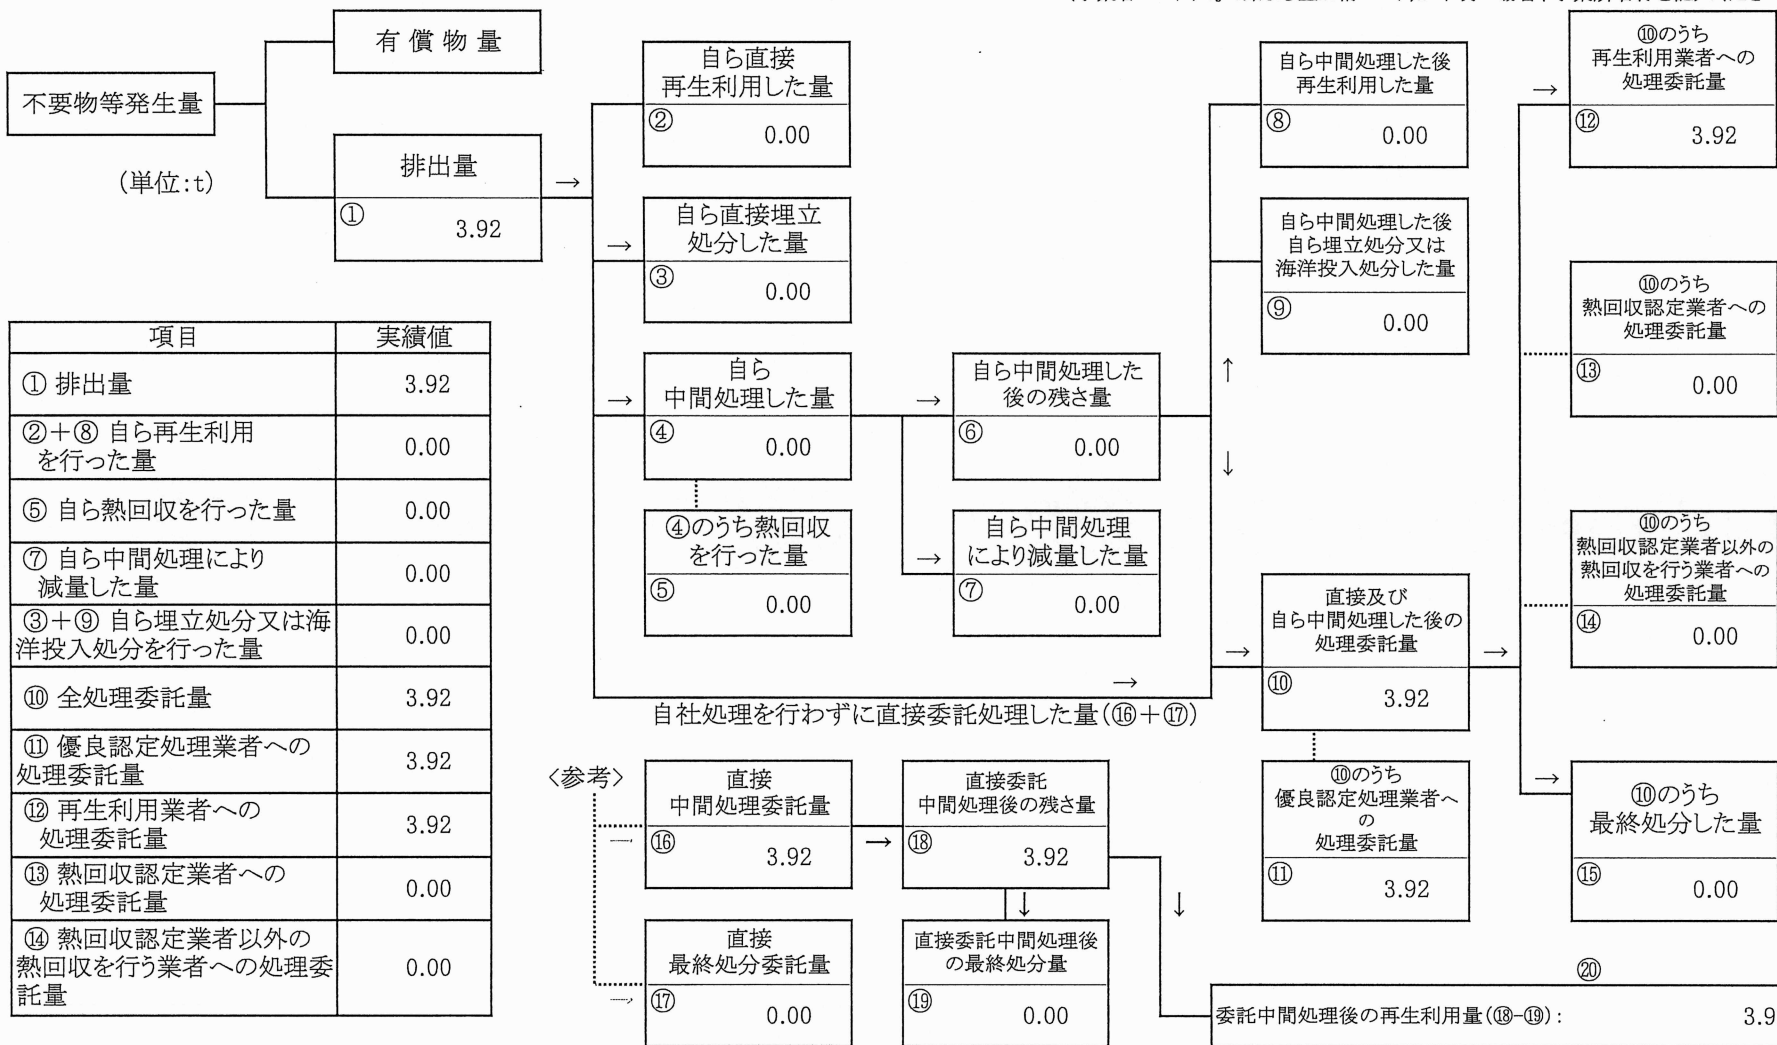 有償物量
不要物等発生量
(単位:t)
排出量
①
3.92
→
自ら直接
再生利用した量
②
0.00
→
自ら直接埋立
処分した量
③
0.00
→
自ら
中間処理した量
④
0.00
④のうち熱回収
を行った量
⑤
0.00
→
自ら中間処理した
後の残さ量
⑥
0.00
→
自ら中間処理
により減量した量
⑦
0.00
自ら中間処理した後
再生利用した量
⑧
0.00
自ら中間処理した後
自ら埋立処分又は
海洋投入処分した量
⑨
0.00
↑
↓
→
自社処理を行わずに直接委託処理した量(⑯+⑰)
→
直接及び
自ら中間処理した後の
処理委託量
⑩
3.92
→
⑩のうち
優良認定処理業者へ
の
処理委託量
⑪
3.92
→
⑩のうち
再生利用業者への
処理委託量
⑫
3.92
⑩のうち
熱回収認定業者への
処理委託量
⑬
0.00
⑩のうち
熱回収認定業者以外の
熱回収を行う業者への
処理委託量
⑭
0.00
→
⑩のうち
最終処分した量
⑮
0.00
項目 実績値
① 排出量 3.92
②+⑧ 自ら再生利用
を行った量 0.00
⑤ 自ら熱回収を行った量 0.00
⑦ 自ら中間処理により
減量した量 0.00
③+⑨ 自ら埋立処分又は海
洋投入処分を行った量 0.00
⑩ 全処理委託量 3.92
⑪ 優良認定処理業者への
処理委託量 3.92
⑫ 再生利用業者への
処理委託量 3.92
⑬ 熱回収認定業者への
処理委託量 0.00
⑭ 熱回収認定業者以外の
熱回収を行う業者への処理委
託量 0.00
〈参考〉
→
直接
中間処理委託量
⑯
3.92
→
直接委託
中間処理後の残さ量
⑱
3.92
↓
↓
→
直接
最終処分委託量
⑰
0.00
直接委託中間処理後
の最終処分量
⑲
0.00
⑳
委託中間処理後の再生利用量(⑱-⑲): 3.9